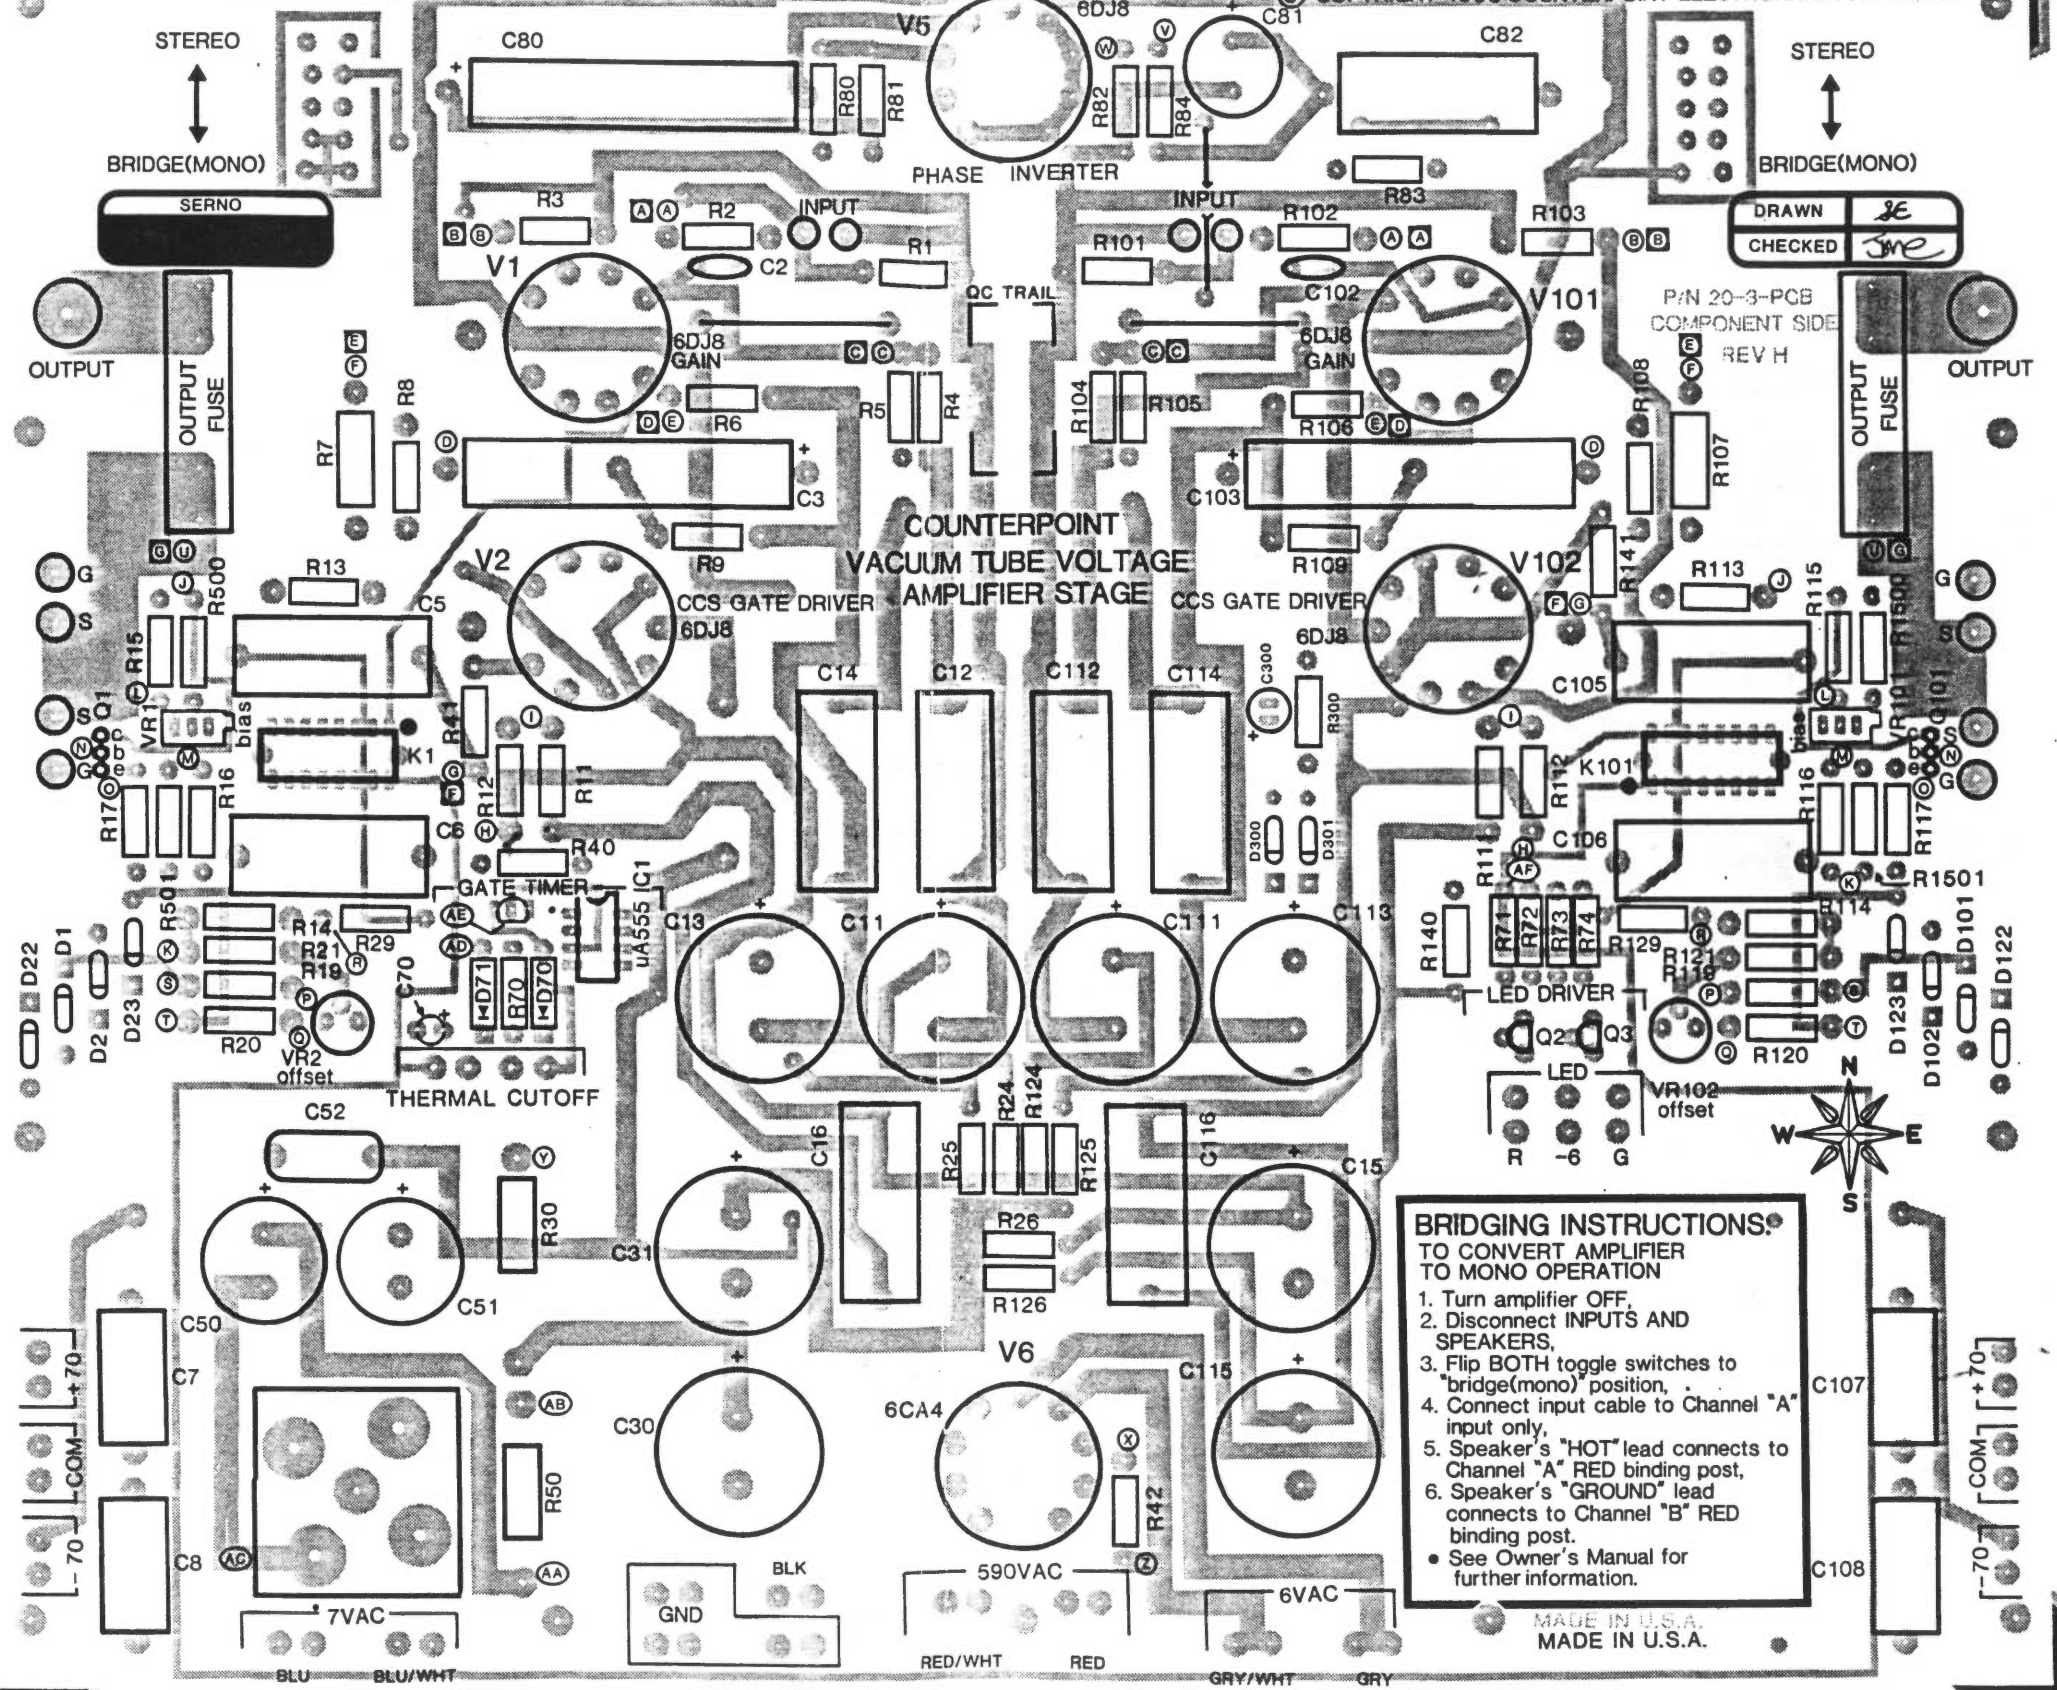 6DJ8
STEREO
BRIDGE(MONO)
SERNO
C80
+
V5
R80
R81
W
V
R82
R84
C81
C82
STEREO
BRIDGE(MONO)
PHASE INVERTER
R83
DRAWN
CHECKED
R3
B B
A A
R2
INPUT
R1
C2
V1
6DJ8
GAIN
C C
QC TRAIL
INPUT
R101
R102
A A
C102
R103
B B
V101
6DJ8
GAIN
C C
P/N 20-3-PCB
COMPONENT SIDE
REV H
OUTPUT
OUTPUT
FUSE
E
F
R7
R8
D E
R6
D
+
C3
R5
R4
R104
R105
R106
E D
C103
+
D
R108
E
F
R107
OUTPUT
FUSE
OUTPUT
COUNTERPOINT
VACUUM TUBE VOLTAGE
AMPLIFIER STAGE
G U
J
R500
R13
V2
R9
CCS GATE DRIVER
6DJ8
C5
R109
CCS GATE DRIVER
6DJ8
V102
R141
F G
R113
J
R115
R1500
U G
G
S
S
G
R15
L
Q1
c
b
e
N
O
VR1
bias
M
K1
R41
G
F
I
R12
R11
H
R17
R16
C6
R40
C14
C12
C112
C114
C300
+
R300
D300
D301
C105
L
VR101
bias
Q101
c
b
e
G
S
S
N
G
O
M
K101
I
R112
R111
H
AF
C106
R116
R117
K
R1501
R114
R501
K
S
T
R14
R21
R19
R29
R
P
Q
R20
VR2
offset
D22
D1
D2
D23
GATE TIMER
AE
AD
C70
+
D71
R70
D70
uA555 IC1
THERMAL CUTOFF
C13
+
C11
+
C111
+
C113
+
R140
R71
R72
R73
R74
LED DRIVER
Q2
Q3
LED
R -6 G
R129
R
R121
R119
P
S
T
Q
R120
VR102
offset
D123
D101
D102
D122
N
W E
S
C52
C50
+
C51
+
Y
R30
C31
+
C16
R25
R24
R124
R125
C116
R26
R126
C15
+
C7
C8
+70
COM
-70
AC
AB
R50
AA
7VAC
BLU
BLU/WHT
C30
+
GND
BLK
V6
6CA4
590VAC
RED/WHT
RED
X
R42
Z
C115
+
6VAC
GRY/WHT
GRY
BRIDGING INSTRUCTIONS:
TO CONVERT AMPLIFIER
TO MONO OPERATION
1. Turn amplifier OFF,
2. Disconnect INPUTS AND
SPEAKERS,
3. Flip BOTH toggle switches to
"bridge(mono)" position,
4. Connect input cable to Channel "A"
input only,
5. Speaker's "HOT" lead connects to
Channel "A" RED binding post,
6. Speaker's "GROUND" lead
connects to Channel "B" RED
binding post.
• See Owner's Manual for
further information.
MADE IN U.S.A.
MADE IN U.S.A.
C107
C108
+70
COM
-70